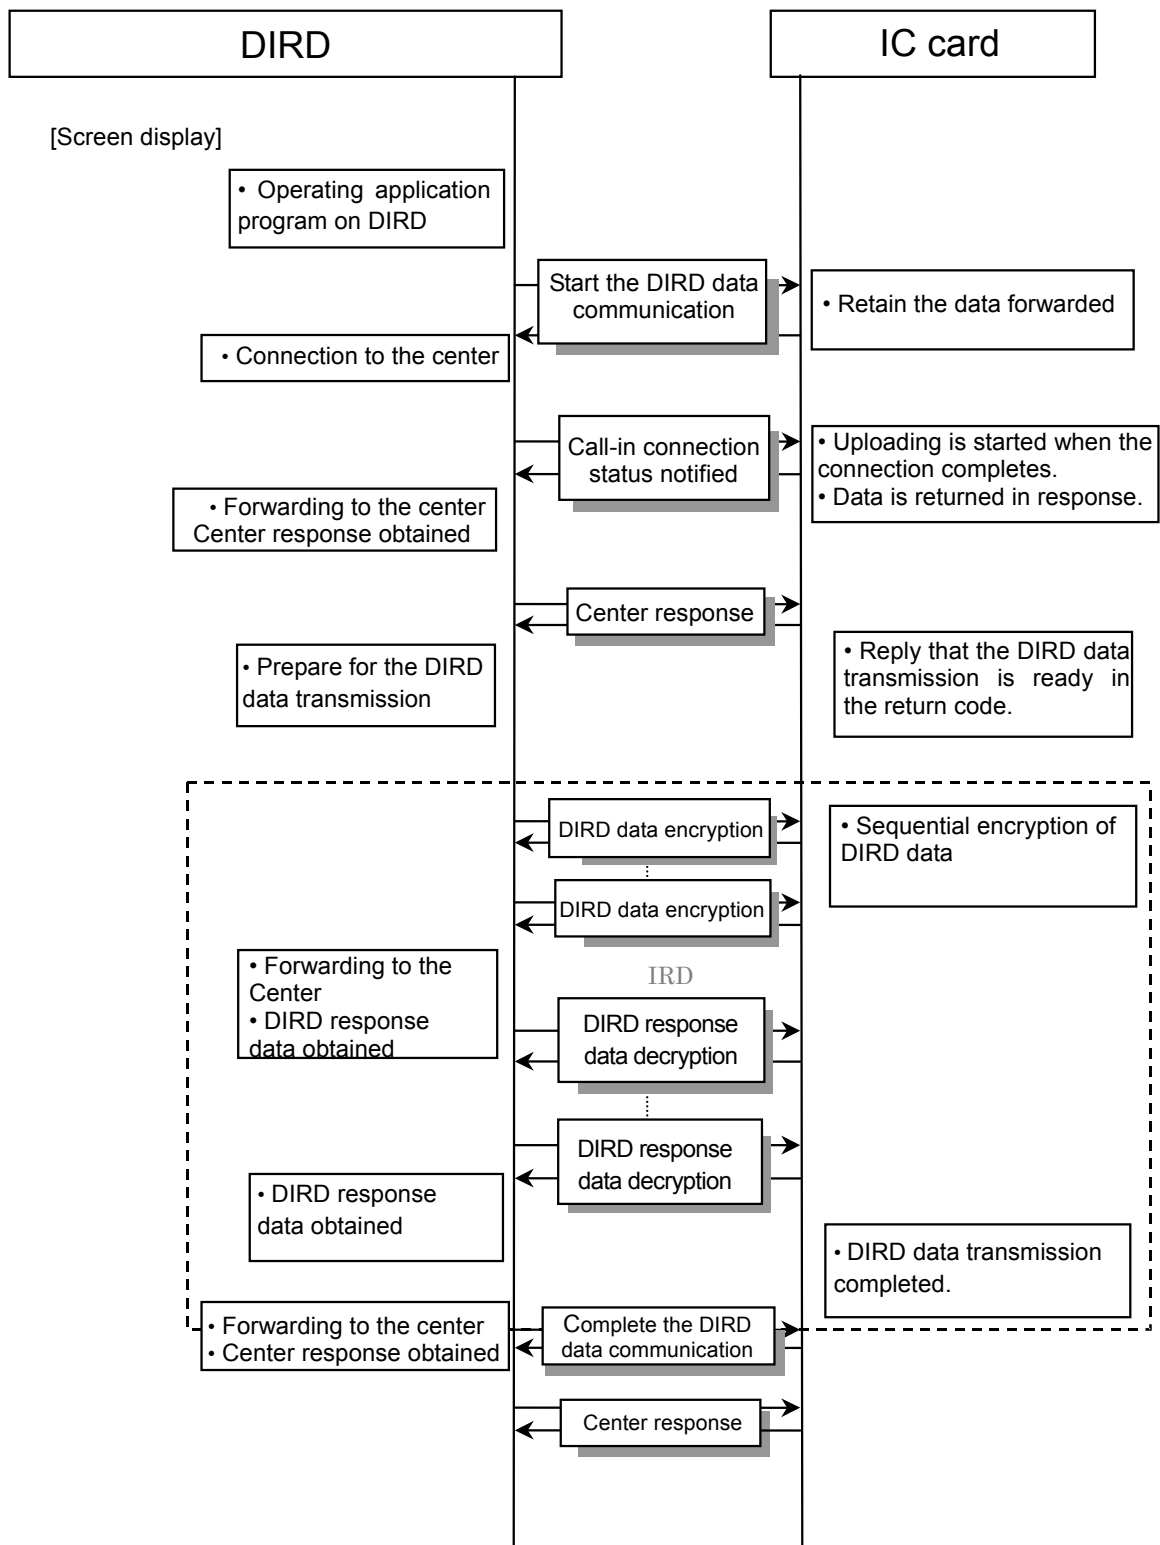 DIRD
IC card
[Screen display]
• Operating application
program on DIRD
Start the DIRD data
communication
• Retain the data forwarded
• Connection to the center
Call-in connection
status notified
• Uploading is started when the
connection completes.
• Data is returned in response.
• Forwarding to the center
Center response obtained
Center response
• Prepare for the DIRD
data transmission
• Reply that the DIRD data
transmission is ready in
the return code.
DIRD data encryption
• Sequential encryption of
DIRD data
DIRD data encryption
• Forwarding to the
Center
• DIRD response
data obtained
IRD
DIRD response
data decryption
DIRD response
data decryption
• DIRD response
data obtained
• DIRD data transmission
completed.
• Forwarding to the center
• Center response obtained
Complete the DIRD
data communication
Center response